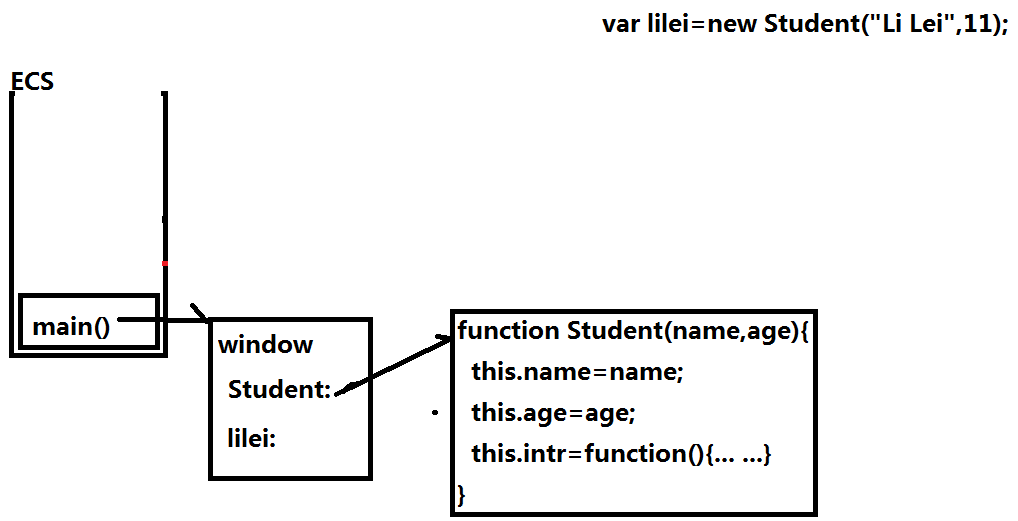 var lilei=new Student("Li Lei",11);
ECS
main()
window
Student:
lilei:
function Student(name,age){
this.name=name;
this.age=age;
this.intr=function(){... ...}
}